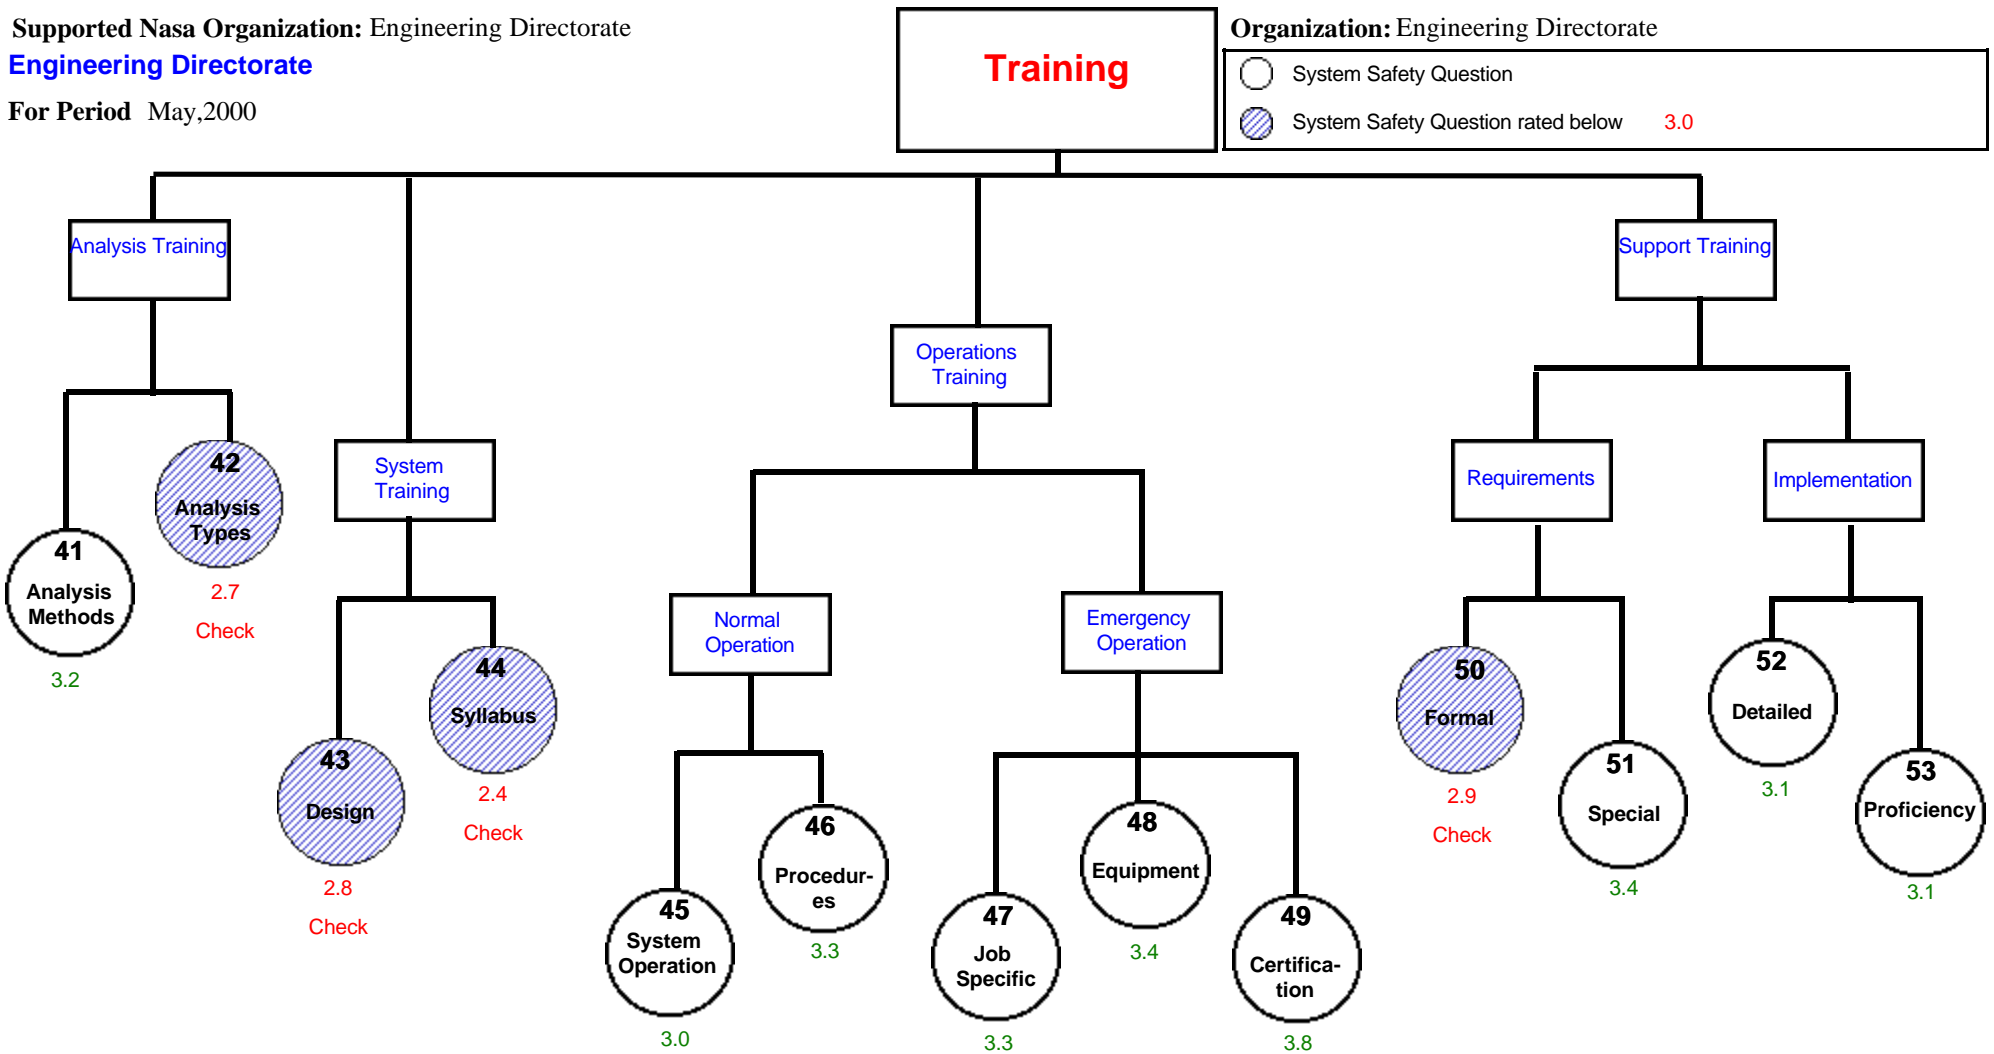 Supported Nasa Organization: Engineering Directorate
Engineering Directorate
For Period May,2000
Training
Organization: Engineering Directorate
System Safety Question
System Safety Question rated below 3.0
Analysis Training
41
Analysis
Methods
3.2
42
Analysis
Types
2.7
Check
System
Training
43
Design
2.8
Check
44
Syllabus
2.4
Check
Operations
Training
Normal
Operation
45
System
Operation
3.0
46
Procedur-
es
3.3
Emergency
Operation
47
Job
Specific
3.3
48
Equipment
3.4
49
Certifica-
tion
3.8
Support Training
Requirements
50
Formal
2.9
Check
51
Special
3.4
Implementation
52
Detailed
3.1
53
Proficiency
3.1